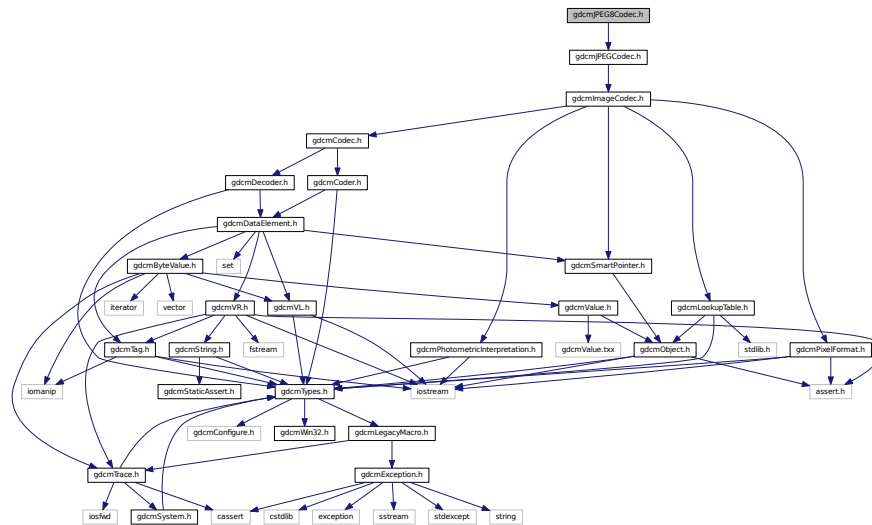 gdcmJPEG8Codec.h
gdcmJPEGCodec.h
gdcmImageCodec.h
gdcmCodec.h
gdcmDecoder.h
gdcmCoder.h
gdcmDataElement.h
gdcmByteValue.h
set
gdcmSmartPointer.h
iterator
vector
gdcmVR.h
gdcmVL.h
gdcmValue.h
gdcmLookupTable.h
gdcmTag.h
gdcmString.h
fstream
gdcmPhotometricInterpretation.h
gdcmValue.txx
gdcmObject.h
stdlib.h
gdcmPixelFormat.h
iomanip
gdcmStaticAssert.h
gdcmTypes.h
iostream
assert.h
gdcmConfigure.h
gdcmWin32.h
gdcmLegacyMacro.h
gdcmTrace.h
gdcmException.h
iosfwd
gdcmSystem.h
cassert
cstdlib
exception
sstream
stdexcept
string